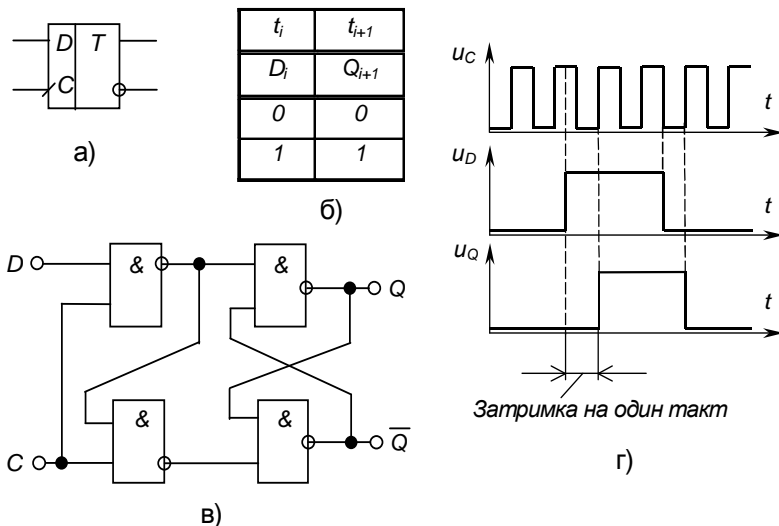 D T
C
а)
t_i t_{i+1}
D_i Q_{i+1}
0 0
1 1
б)
D
C
&
&
&
&
Q
Q̅
в)
u_C
t
u_D
t
u_Q
t
Затримка на один такт
г)